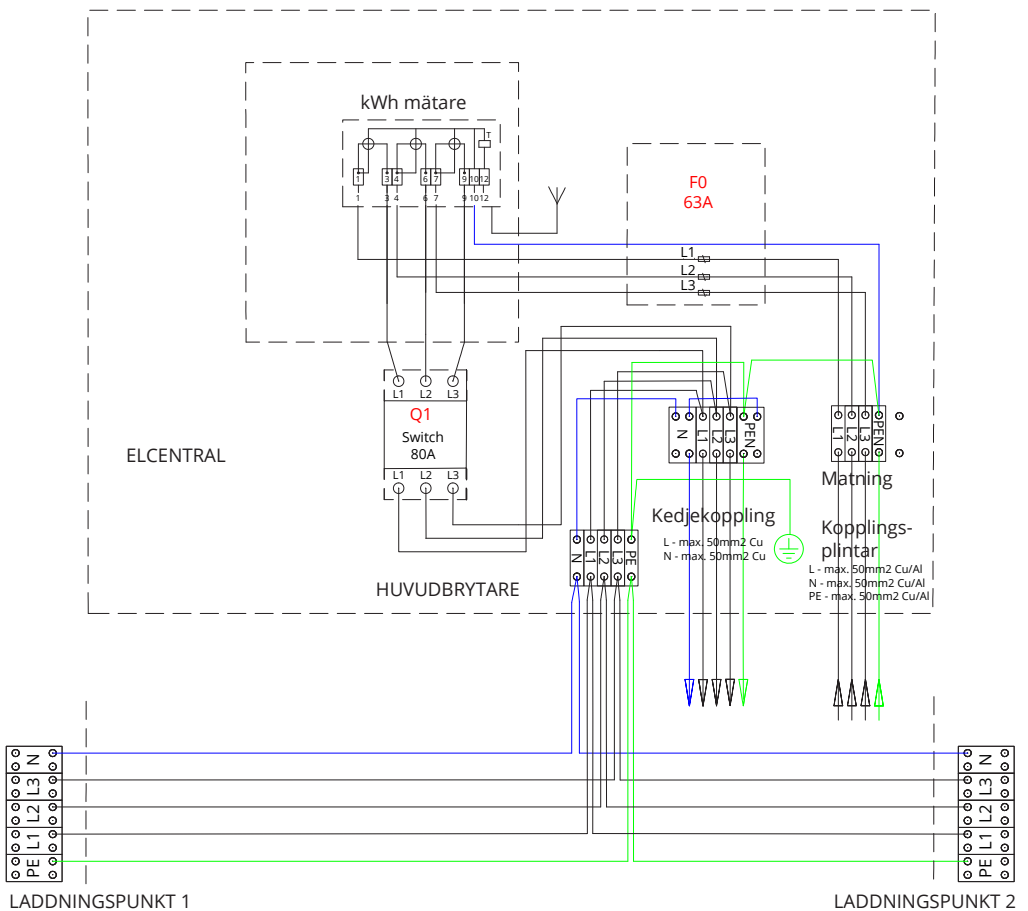 kWh mätare
T
1 3 4 6 7 9 10 12
1 3 4 6 7 9 10 12
F0
63A
L1
L2
L3
L1 L2 L3
Q1
Switch
80A
L1 L2 L3
ELCENTRAL
N L1 L2 L3 PEN
L1 L2 L3 PEN
Matning
Kedjekoppling
L - max. 50mm2 Cu
N - max. 50mm2 Cu
Kopplings-
plintar
L - max. 50mm2 Cu/Al
N - max. 50mm2 Cu/Al
PE - max. 50mm2 Cu/Al
N L1 L2 L3 PE
HUVUDBRYTARE
N
L3
L2
L1
PE
LADDNINGSPUNKT 1
N
L3
L2
L1
PE
LADDNINGSPUNKT 2